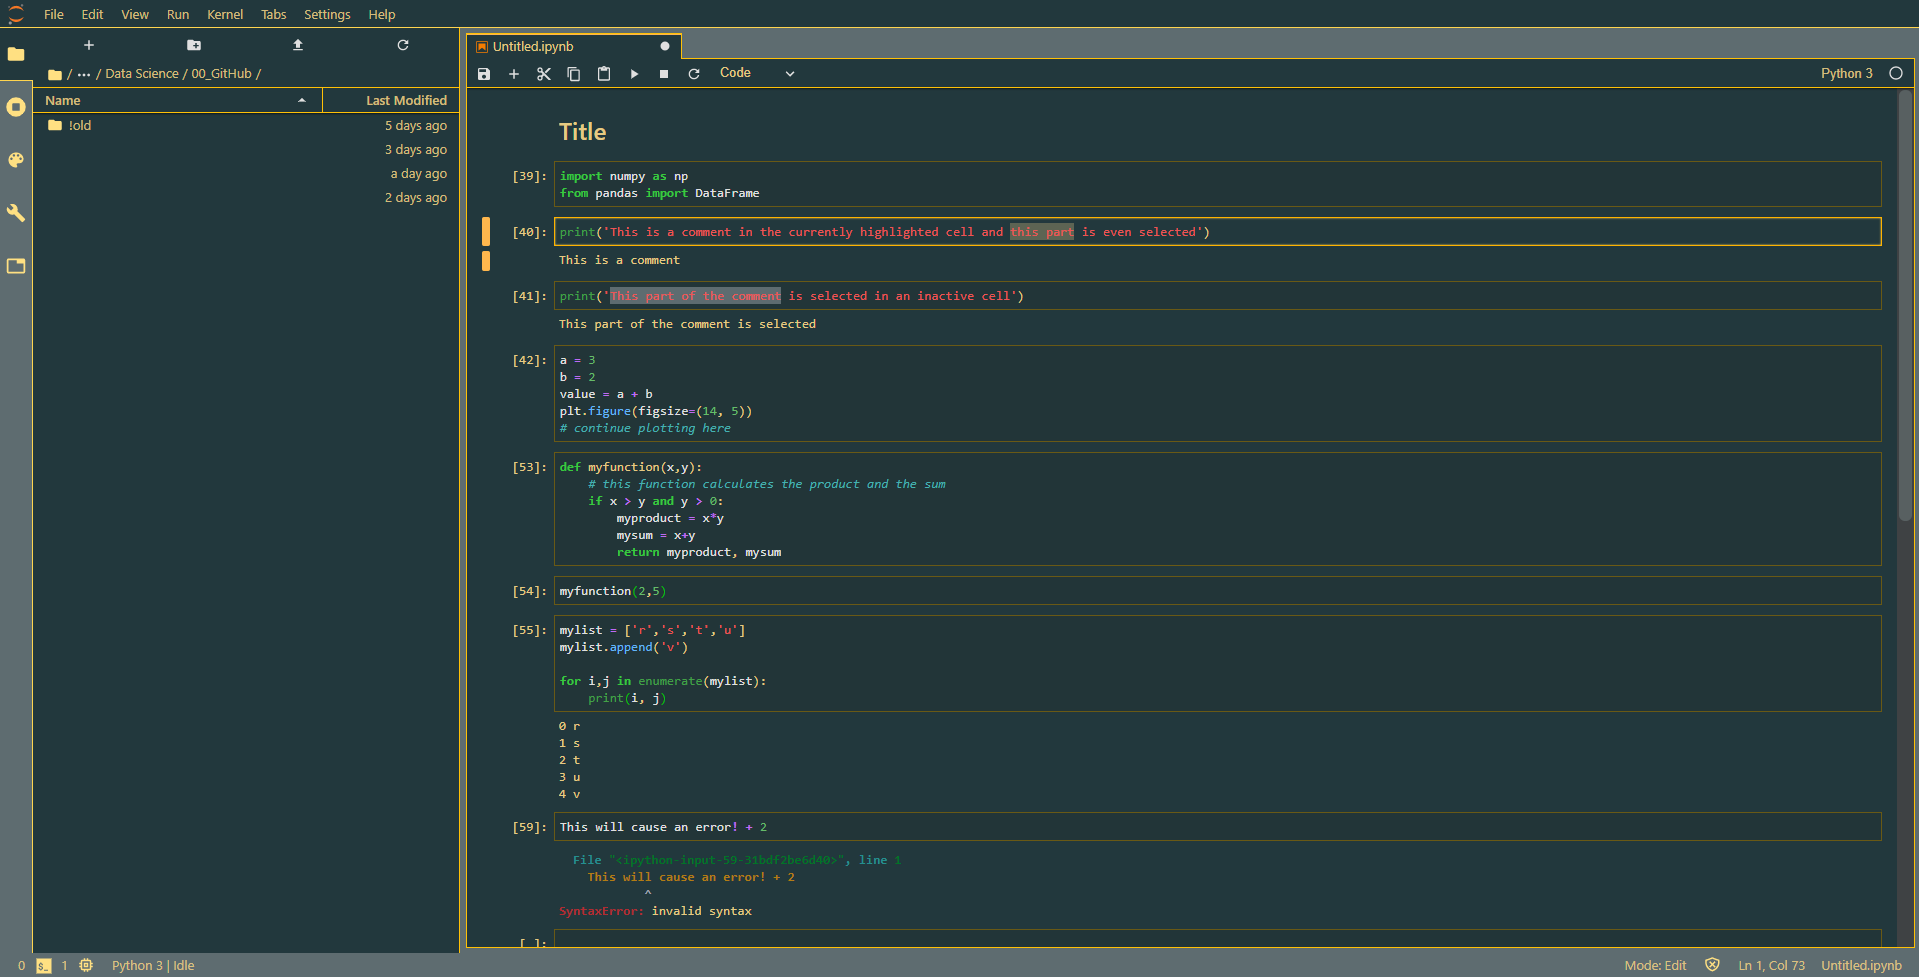 File Edit View Run Kernel Tabs Settings Help
/ ··· / Data Science / 00_GitHub /
Name Last Modified
!old 5 days ago
3 days ago
a day ago
2 days ago
Untitled.ipynb
Code Python 3
Title
[39]: import numpy as np
from pandas import DataFrame
[40]: print('This is a comment in the currently highlighted cell and this part is even selected')
This is a comment
[41]: print('This part of the comment is selected in an inactive cell')
This part of the comment is selected
[42]: a = 3
b = 2
value = a + b
plt.figure(figsize=(14, 5))
# continue plotting here
[53]: def myfunction(x,y):
# this function calculates the product and the sum
if x > y and y > 0:
myproduct = x*y
mysum = x+y
return myproduct, mysum
[54]: myfunction(2,5)
[55]: mylist = ['r','s','t','u']
mylist.append('v')
for i,j in enumerate(mylist):
print(i, j)
0 r
1 s
2 t
3 u
4 v
[59]: This will cause an error! + 2
File "<ipython-input-59-31bdf2be6d40>", line 1
This will cause an error! + 2
^
SyntaxError: invalid syntax
[ ]:
0 $_ 1 Python 3 | Idle Mode: Edit Ln 1, Col 73 Untitled.ipynb